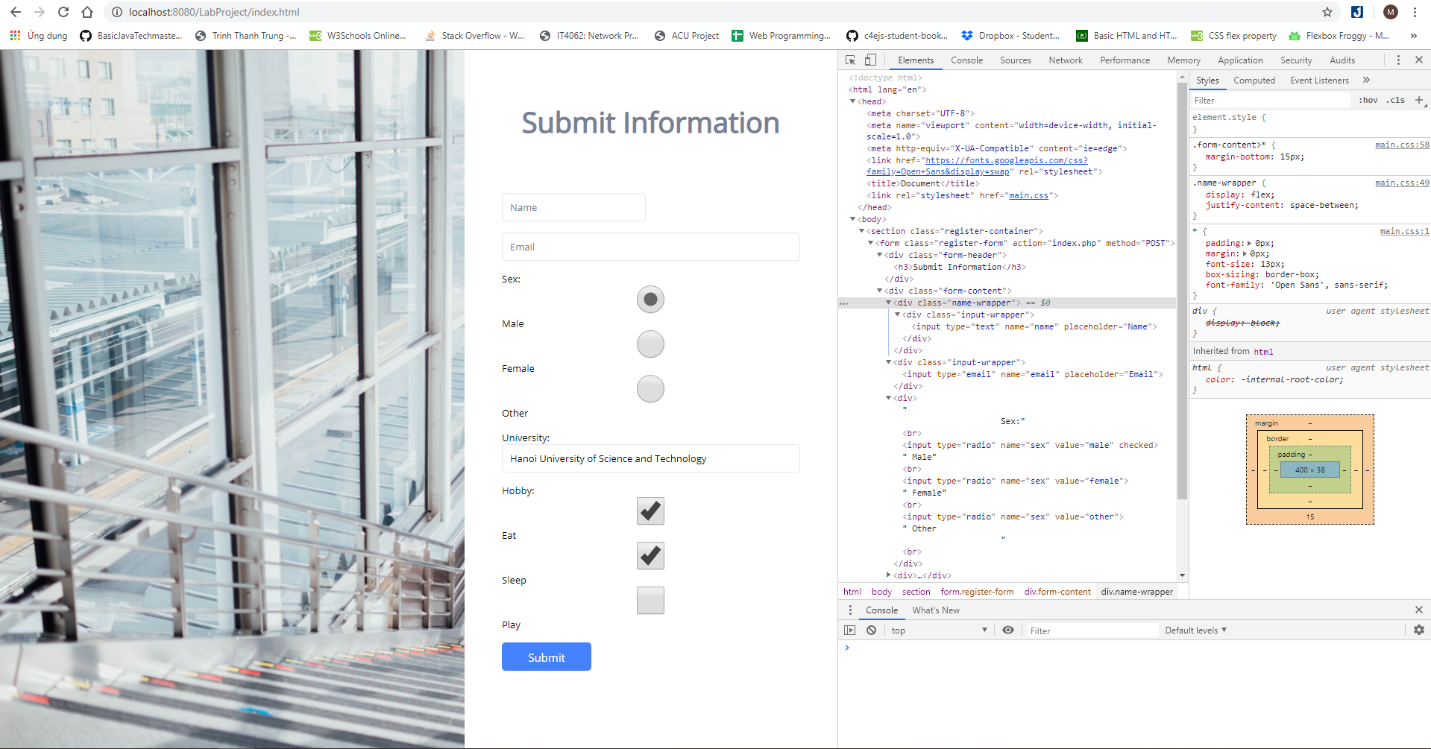 localhost:8080/LabProject/index.html
M
Ứng dụng BasicJavaTechmaste... Trinh Thanh Trung -... W3Schools Online... Stack Overflow - W... IT4062: Network Pr... ACU Project Web Programming... c4ejs-student-book... Dropbox - Student... Basic HTML and HT... CSS flex property Flexbox Froggy - M... »
Submit Information
Name
Email
Sex:
Male
Female
Other
University:
Hanoi University of Science and Technology
Hobby:
Eat
Sleep
Play
Submit
Elements Console Sources Network Performance Memory Application Security Audits
<!doctype html>
<html lang="en">
<head>
<meta charset="UTF-8">
<meta name="viewport" content="width=device-width, initial-
scale=1.0">
<meta http-equiv="X-UA-Compatible" content="ie=edge">
<link href="https://fonts.googleapis.com/css?
family=Open+Sans&display=swap" rel="stylesheet">
<title>Document</title>
<link rel="stylesheet" href="main.css">
</head>
<body>
<section class="register-container">
<form class="register-form" action="index.php" method="POST">
<div class="form-header">
<h3>Submit Information</h3>
</div>
<div class="form-content">
... <div class="name-wrapper"> == $0
<div class="input-wrapper">
<input type="text" name="name" placeholder="Name">
</div>
</div>
<div class="input-wrapper">
<input type="email" name="email" placeholder="Email">
</div>
<div>
"
Sex:"
<br>
<input type="radio" name="sex" value="male" checked>
" Male"
<br>
<input type="radio" name="sex" value="female">
" Female"
<br>
<input type="radio" name="sex" value="other">
" Other
"
<br>
</div>
<div>…</div>
html body section form.register-form div.form-content div.name-wrapper
Styles Computed Event Listeners »
Filter :hov .cls +
element.style {
}
.form-content>* { main.css:58
margin-bottom: 15px;
}
.name-wrapper { main.css:49
display: flex;
justify-content: space-between;
}
* { main.css:1
padding: 0px;
margin: 0px;
font-size: 13px;
box-sizing: border-box;
font-family: 'Open Sans', sans-serif;
}
div { user agent stylesheet
display: block;
}
Inherited from html
html { user agent stylesheet
color: -internal-root-color;
}
margin –
border –
padding –
– – – 400 × 38 – – –
–
–
15
Console What's New
top Filter Default levels